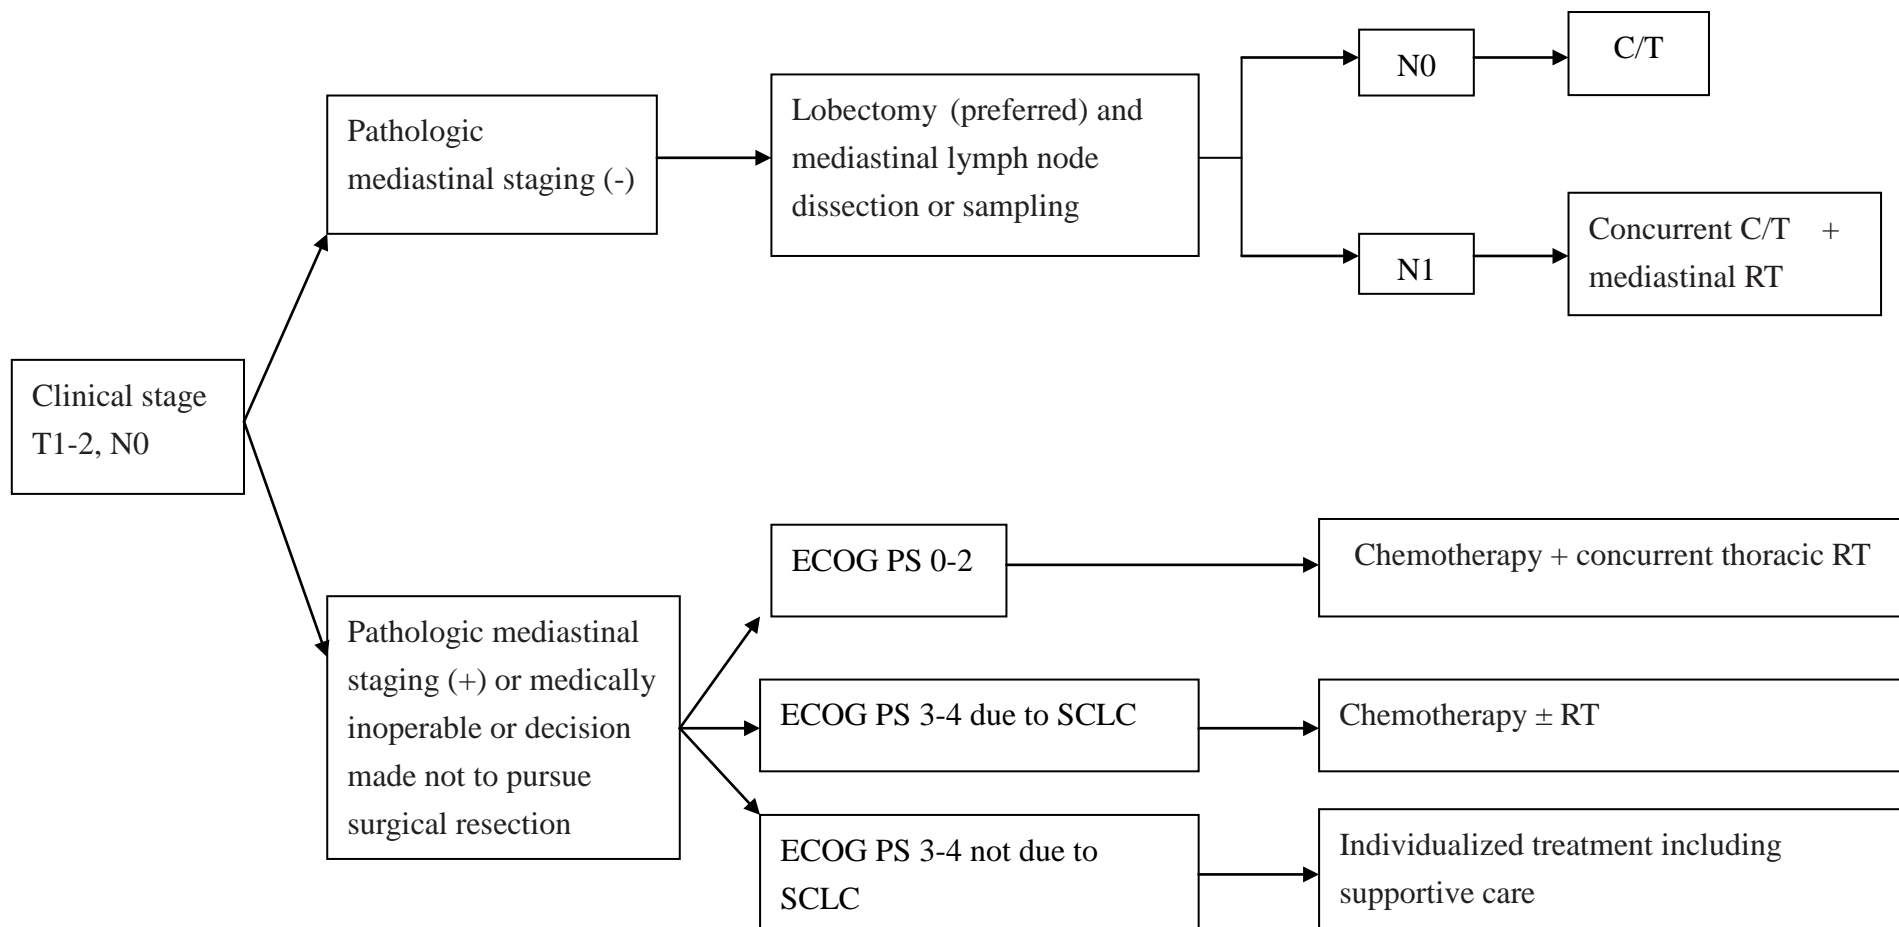 Clinical stage
T1-2, N0
Pathologic
mediastinal staging (-)
Lobectomy (preferred) and
mediastinal lymph node
dissection or sampling
N0
C/T
N1
Concurrent C/T +
mediastinal RT
Pathologic mediastinal
staging (+) or medically
inoperable or decision
made not to pursue
surgical resection
ECOG PS 0-2
Chemotherapy + concurrent thoracic RT
ECOG PS 3-4 due to SCLC
Chemotherapy ± RT
ECOG PS 3-4 not due to
SCLC
Individualized treatment including
supportive care